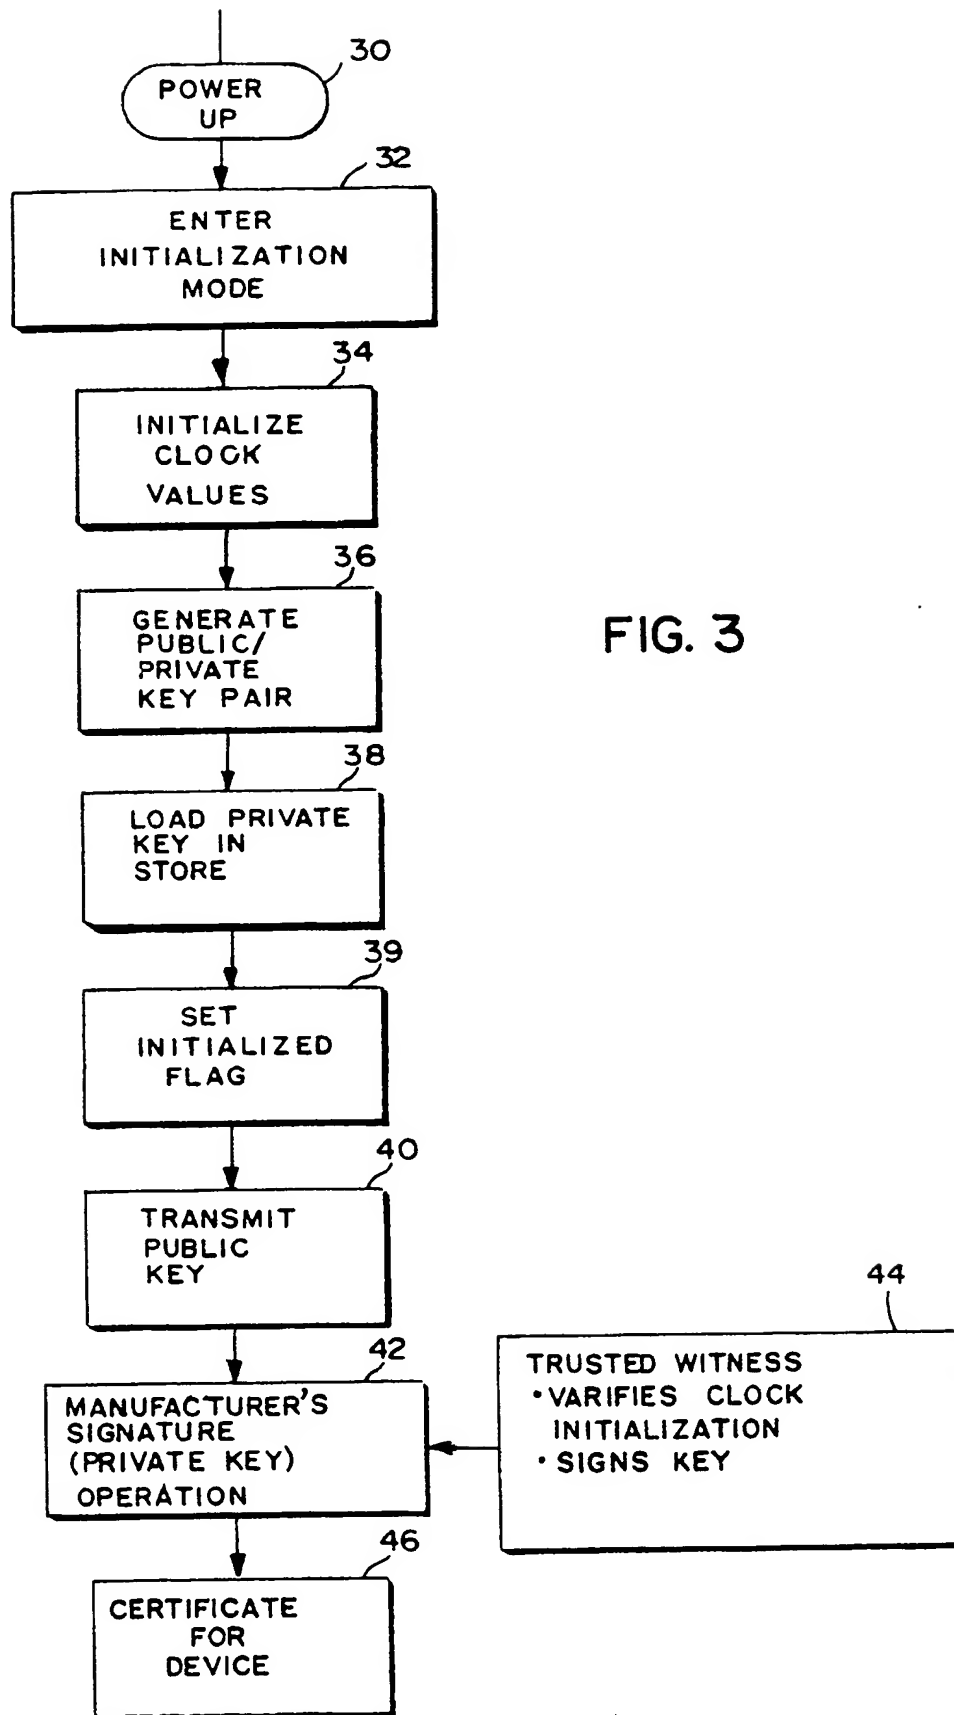 30
POWER
UP
32
ENTER
INITIALIZATION
MODE
34
INITIALIZE
CLOCK
VALUES
36
GENERATE
PUBLIC/
PRIVATE
KEY PAIR
FIG. 3
38
LOAD PRIVATE
KEY IN
STORE
39
SET
INITIALIZED
FLAG
40
TRANSMIT
PUBLIC
KEY
42
MANUFACTURER'S
SIGNATURE
(PRIVATE KEY)
OPERATION
44
TRUSTED WITNESS
•VARIFIES CLOCK
INITIALIZATION
•SIGNS KEY
46
CERTIFICATE
FOR
DEVICE